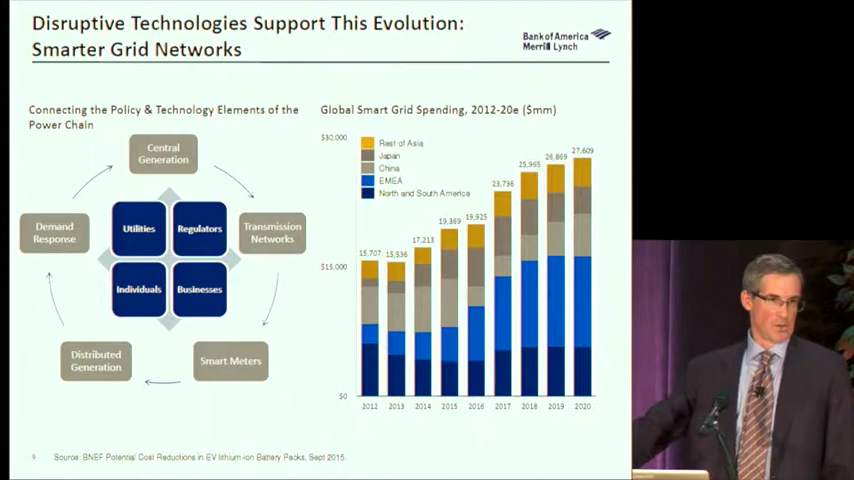 Disruptive Technologies Support This Evolution:
Smarter Grid Networks
Bank of America
Merrill Lynch
Connecting the Policy & Technology Elements of the
Power Chain
Central
Generation
Demand
Response
Utilities
Regulators
Transmission
Networks
Individuals
Businesses
Distributed
Generation
Smart Meters
Global Smart Grid Spending, 2012-20e ($mm)
$30,000
Rest of Asia
Japan
China
EMEA
North and South America
15,707
15,536
17,213
19,369
19,925
23,736
25,965
26,869
27,609
$15,000
$0
2012 2013 2014 2015 2016 2017 2018 2019 2020
9 Source: BNEF Potential Cost Reductions in EV lithium-ion Battery Packs, Sept 2015.